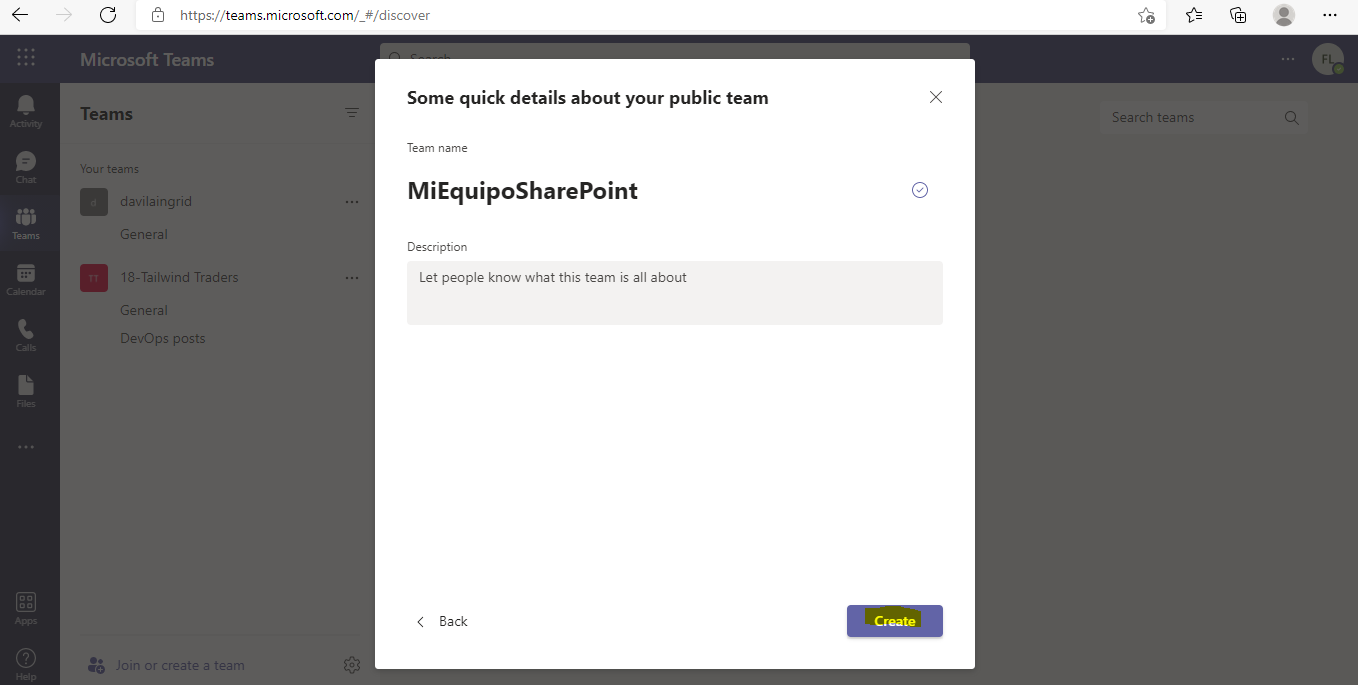 https://teams.microsoft.com/_#/discover
Microsoft Teams
Search
FL
Activity
Chat
Teams
Calendar
Calls
Files
Apps
Help
Teams
Your teams
d davilaingrid
General
TT 18-Tailwind Traders
General
DevOps posts
Join or create a team
Some quick details about your public team
Team name
MiEquipoSharePoint
Description
Let people know what this team is all about
Back
Create
Search teams